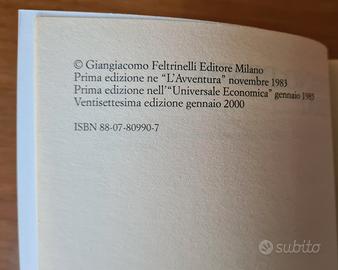 © Giangiacomo Feltrinelli Editore Milano
Prima edizione ne “L'Avventura” novembre 1983
Prima edizione nell'“Universale Economica” gennaio 1985
Ventisettesima edizione gennaio 2000
ISBN 88-07-80990-7
subito